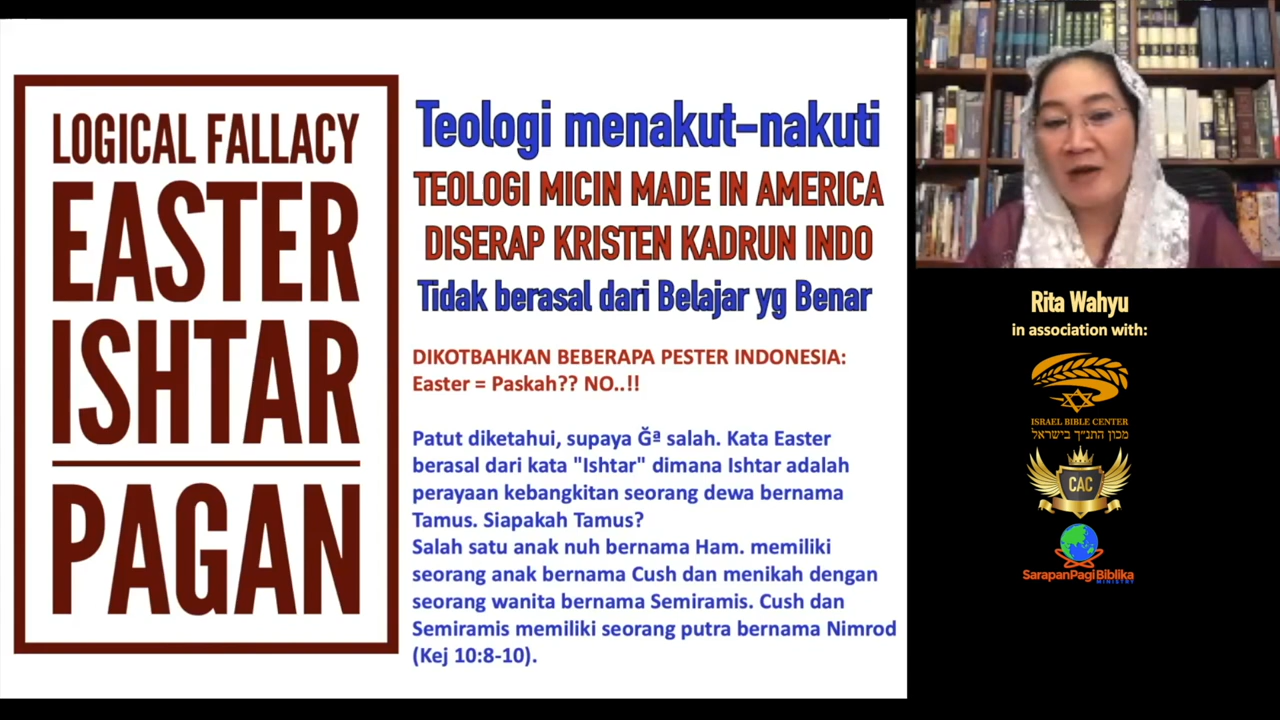 LOGICAL FALLACY
EASTER
ISHTAR
PAGAN
Teologi menakut-nakuti
TEOLOGI MICIN MADE IN AMERICA
DISERAP KRISTEN KADRUN INDO
Tidak berasal dari Belajar yg Benar
DIKOTBAHKAN BEBERAPA PESTER INDONESIA:
Easter = Paskah?? NO..!!
Patut diketahui, supaya Ğª salah. Kata Easter
berasal dari kata "Ishtar" dimana Ishtar adalah
perayaan kebangkitan seorang dewa bernama
Tamus. Siapakah Tamus?
Salah satu anak nuh bernama Ham. memiliki
seorang anak bernama Cush dan menikah dengan
seorang wanita bernama Semiramis. Cush dan
Semiramis memiliki seorang putra bernama Nimrod
(Kej 10:8-10).
Rita Wahyu
in association with:
ISRAEL BIBLE CENTER
מכון התנ"ך בישראל
CAC
SarapanPagi Biblika
MINISTRY